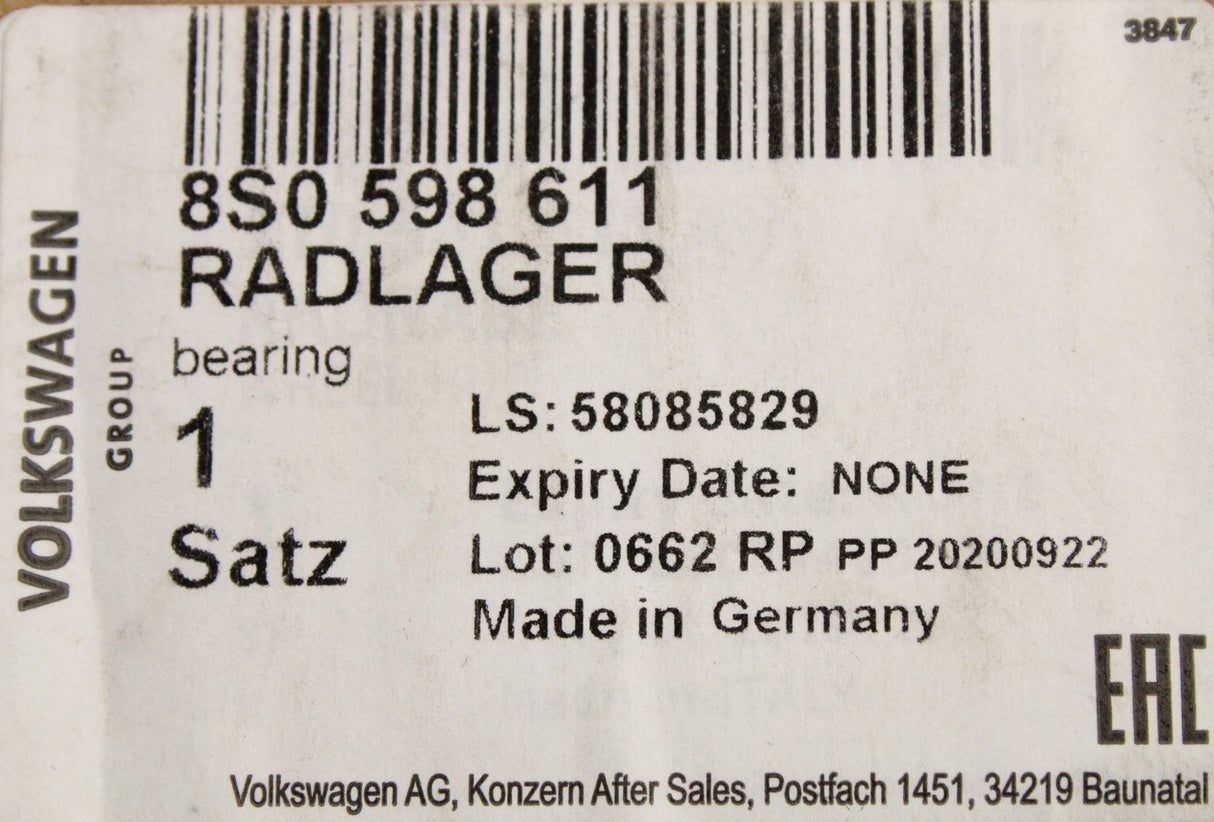 3847
8S0 598 611
RADLAGER
bearing
1
Satz
LS: 58085829
Expiry Date: NONE
Lot: 0662 RP PP 20200922
Made in Germany
VOLKSWAGEN
GROUP
EAC
Volkswagen AG, Konzern After Sales, Postfach 1451, 34219 Baunatal